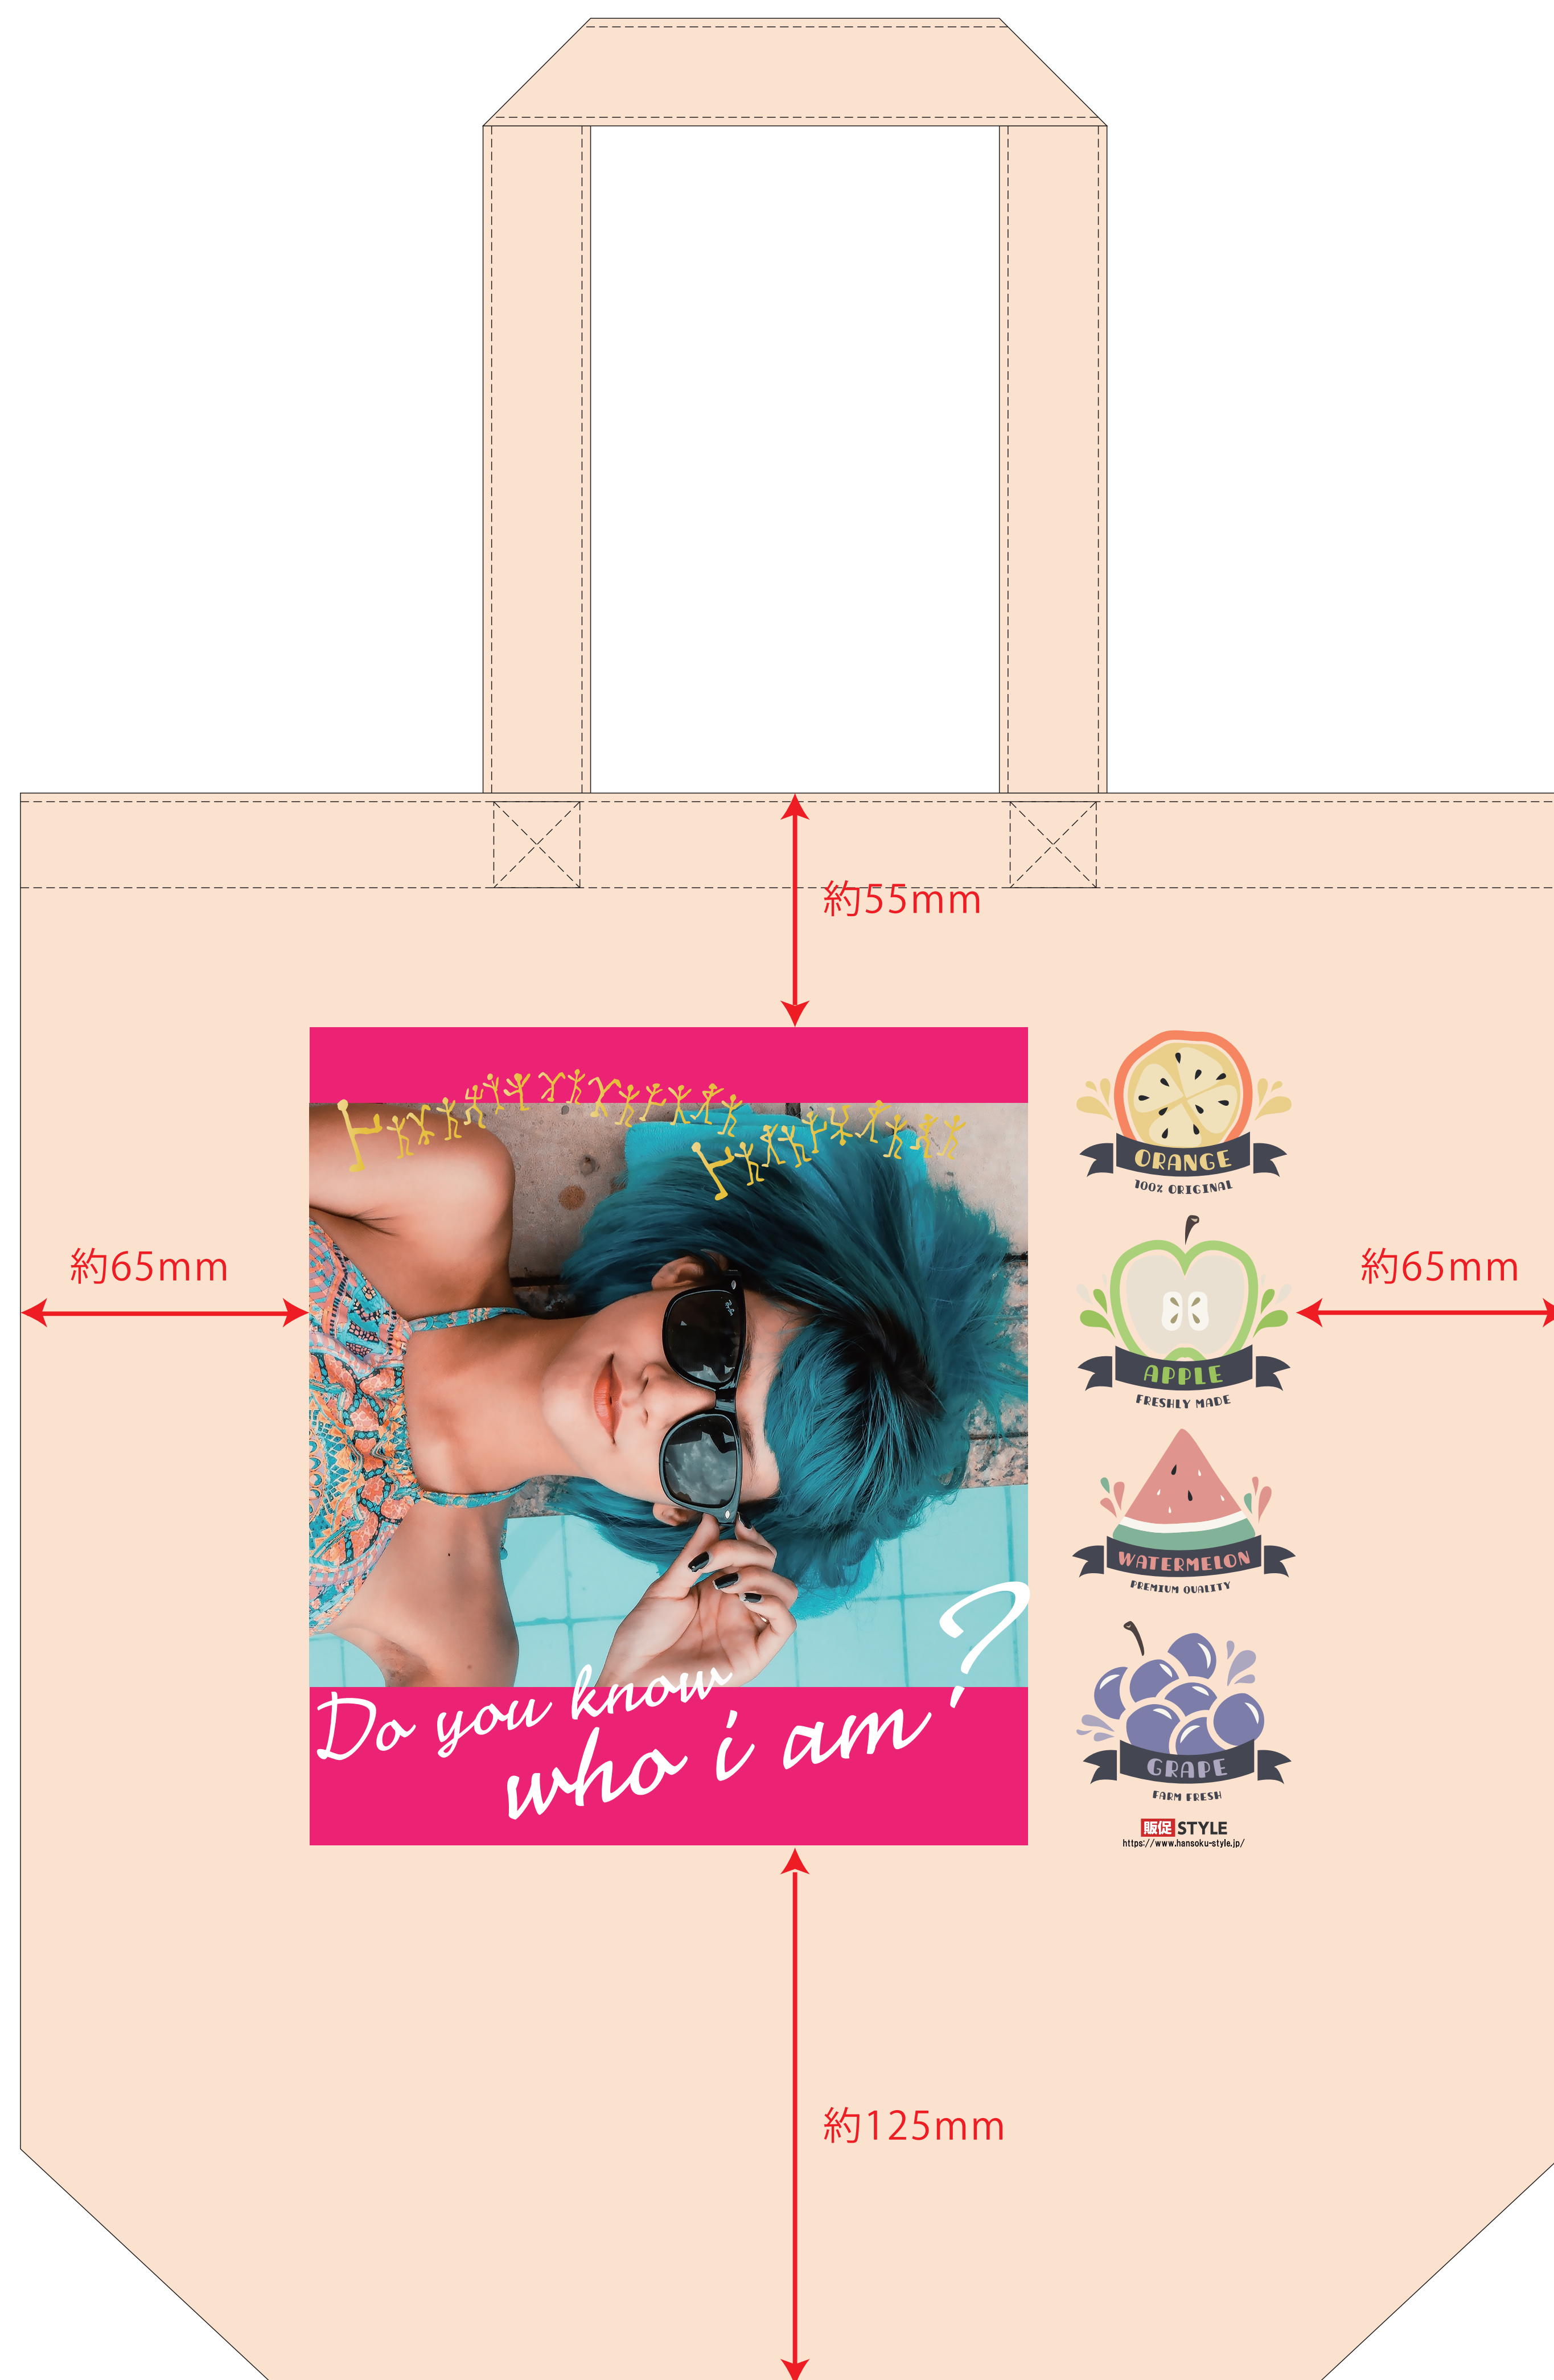 約55mm
ORANGE
100% ORIGINAL
約65mm
約65mm
APPLE
FRESHLY MADE
WATERMELON
PREMIUM QUALITY
Do you know
who i am?
GRAPE
FARM FRESH
販促STYLE
https://www.hansoku-style.jp/
約125mm